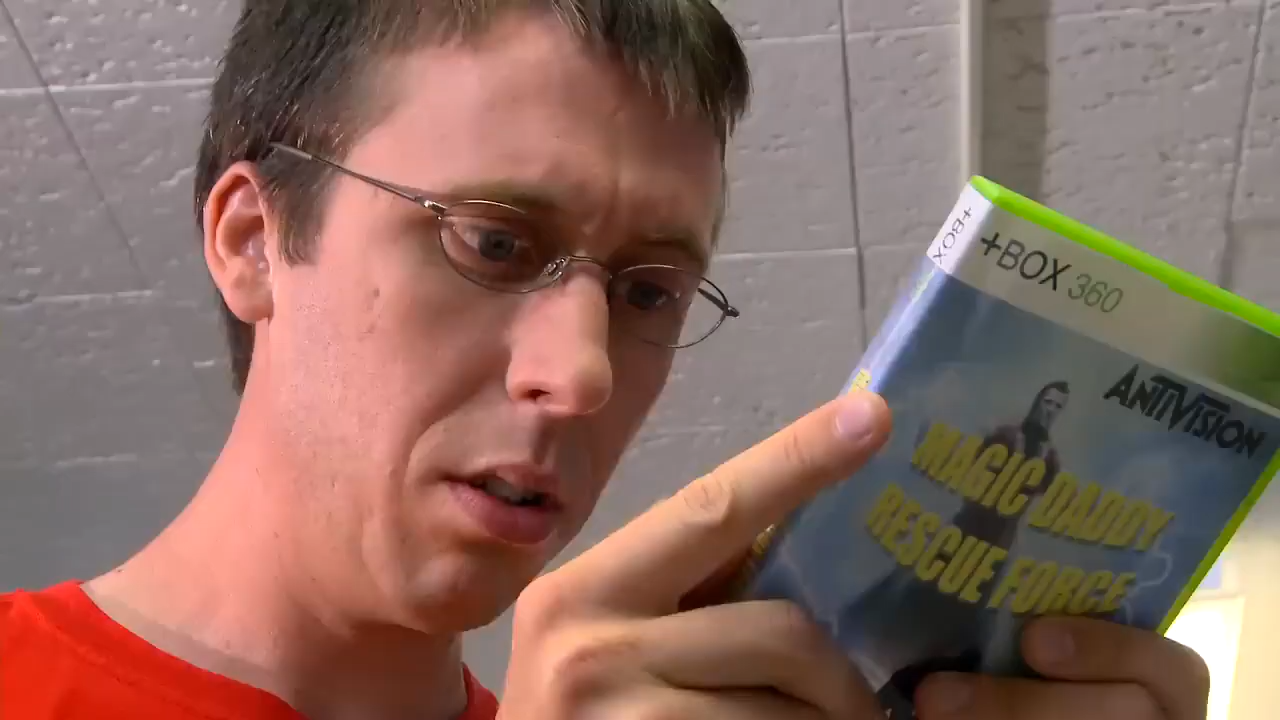 +BOX
+BOX 360
ANTIVISION
MAGIC DADDY
RESCUE FORCE